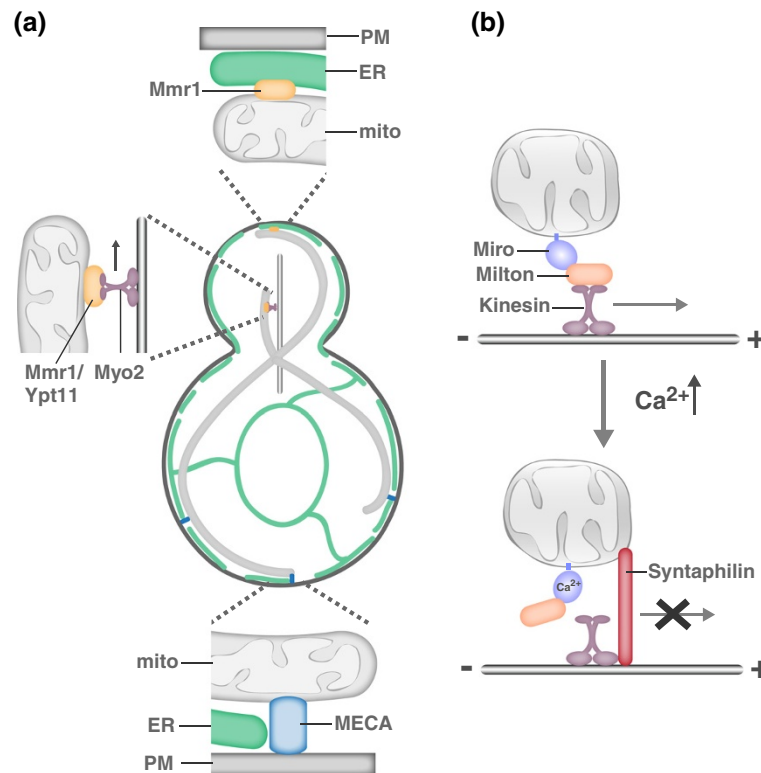 (a)
PM
ER
Mmr1
mito
Mmr1/
Ypt11
Myo2
mito
ER
MECA
PM
(b)
Miro
Milton
Kinesin
- +
Ca2+
Ca2+
Syntaphilin
- +